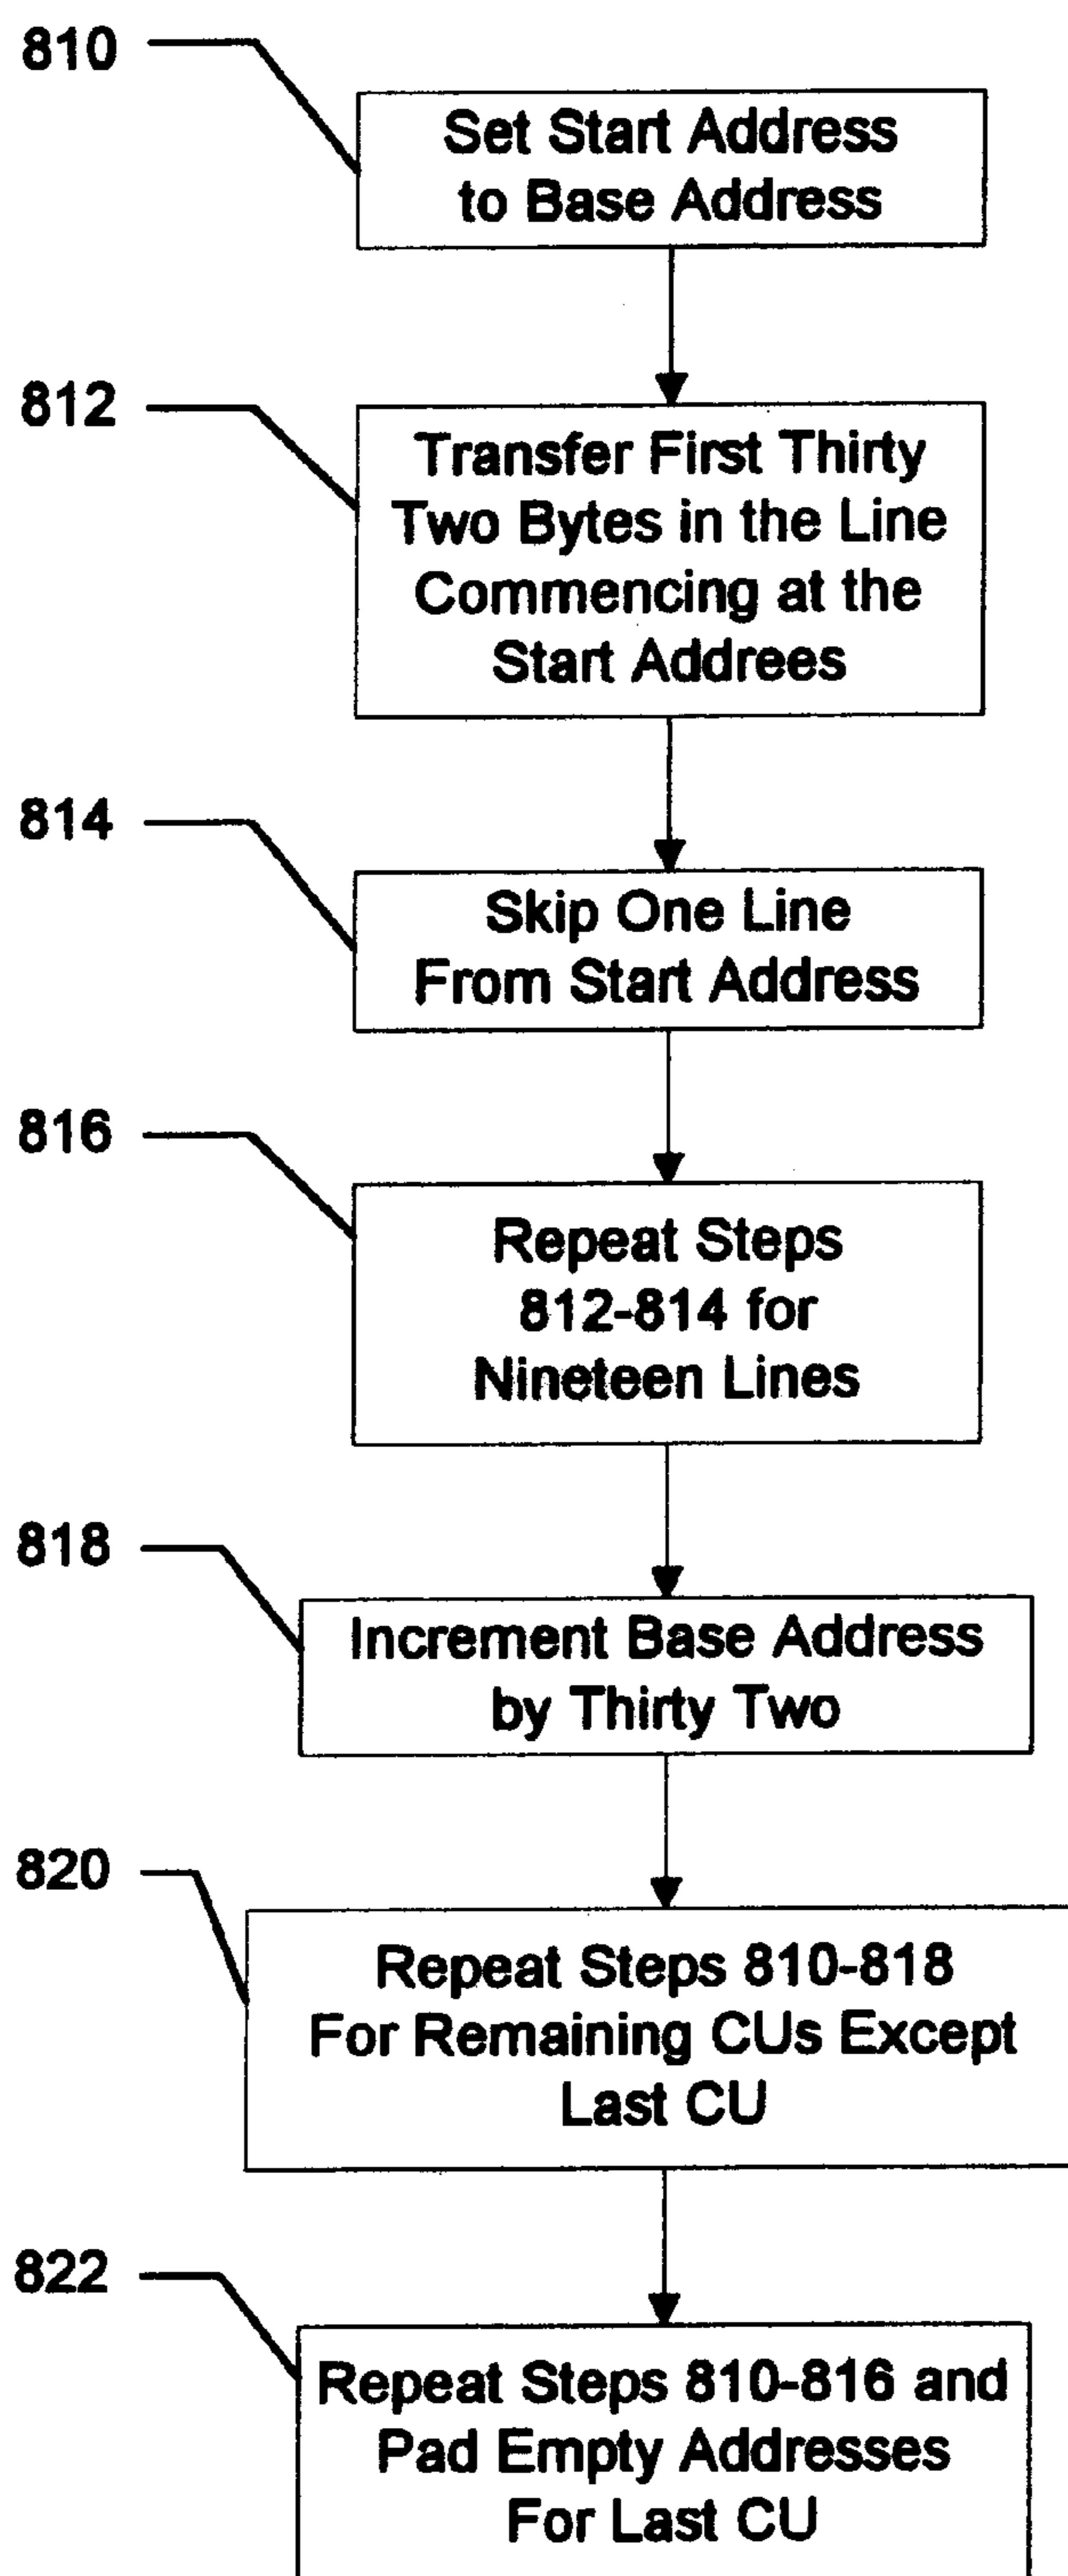 810
Set Start Address
to Base Address
812
Transfer First Thirty
Two Bytes in the Line
Commencing at the
Start Addrees
814
Skip One Line
From Start Address
816
Repeat Steps
812-814 for
Nineteen Lines
818
Increment Base Address
by Thirty Two
820
Repeat Steps 810-818
For Remaining CUs Except
Last CU
822
Repeat Steps 810-816 and
Pad Empty Addresses
For Last CU